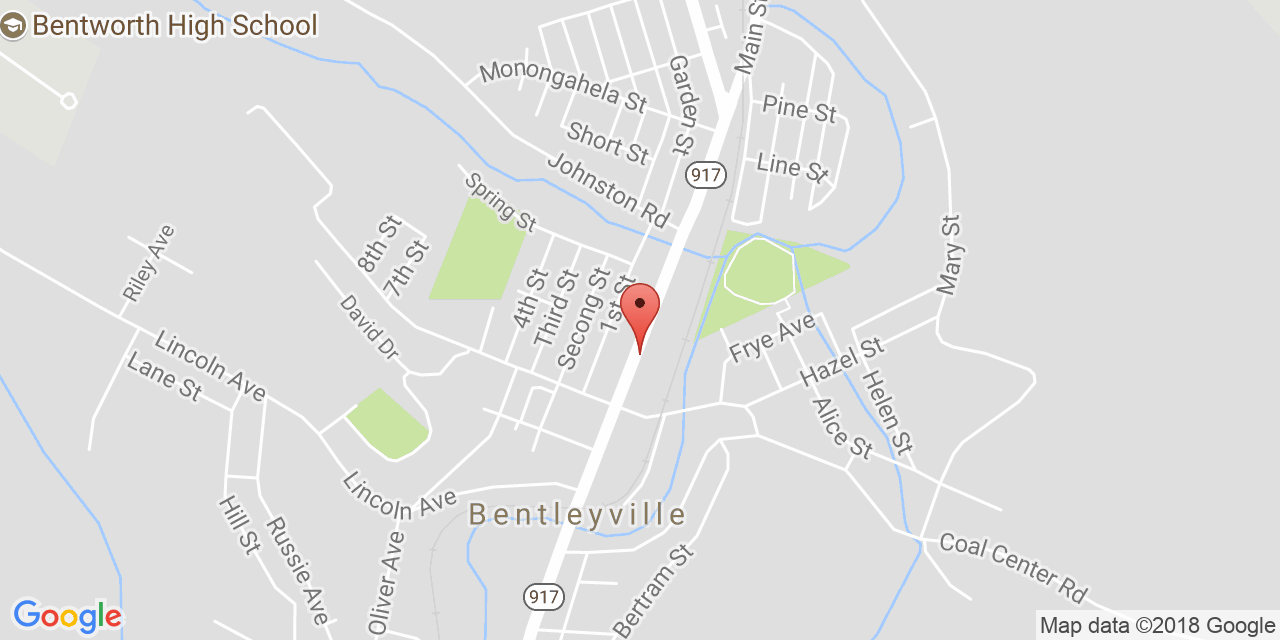 Bentworth High School
Main St
Monongahela St
Garden St
Pine St
Short St
Line St
917
Johnston Rd
Spring St
Mary St
8th St
7th St
Riley Ave
4th St
Third St
Secong St
1st St
David Dr
Frye Ave
Hazel St
Lincoln Ave
Lane St
Helen St
Alice St
Lincoln Ave
Bentleyville
Hill St
Russie Ave
Oliver Ave
Coal Center Rd
Bertram St
917
Google
Map data ©2018 Google